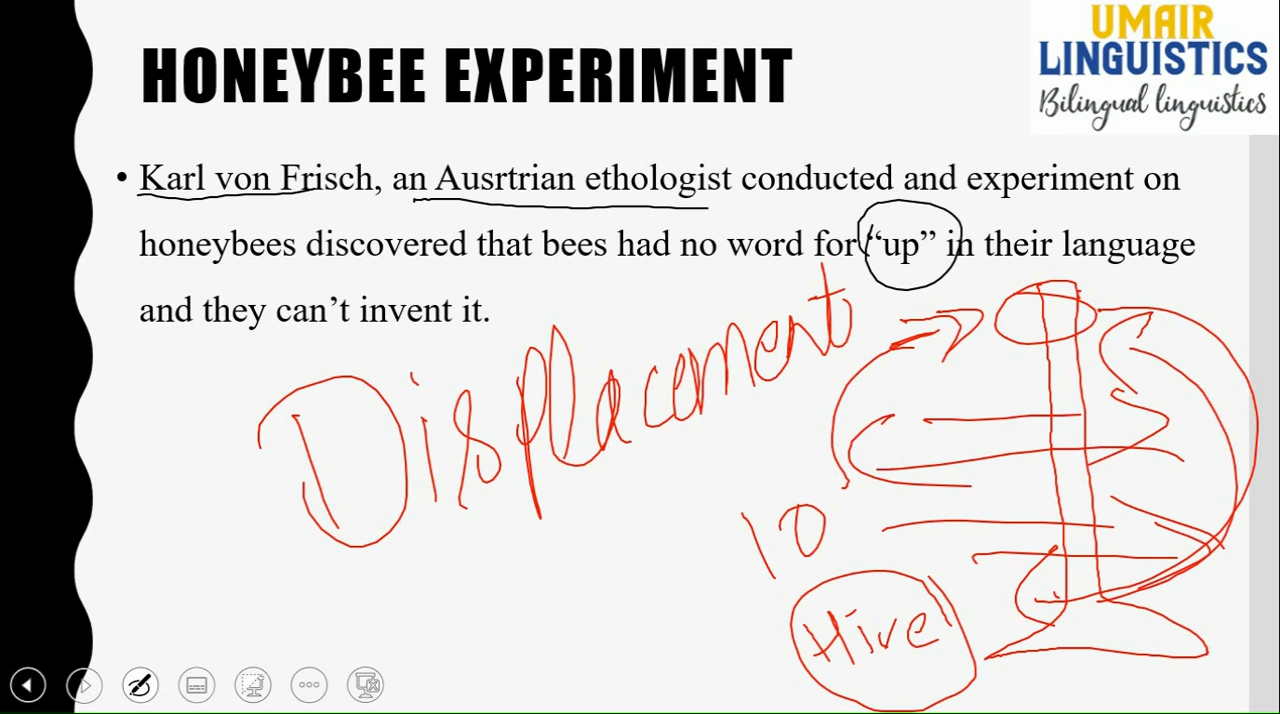 UMAIR
LINGUISTICS
Bilingual linguistics
HONEYBEE EXPERIMENT
• Karl von Frisch, an Ausrtrian ethologist conducted and experiment on
honeybees discovered that bees had no word for “up” in their language
and they can’t invent it.
Displacement
10
Hive